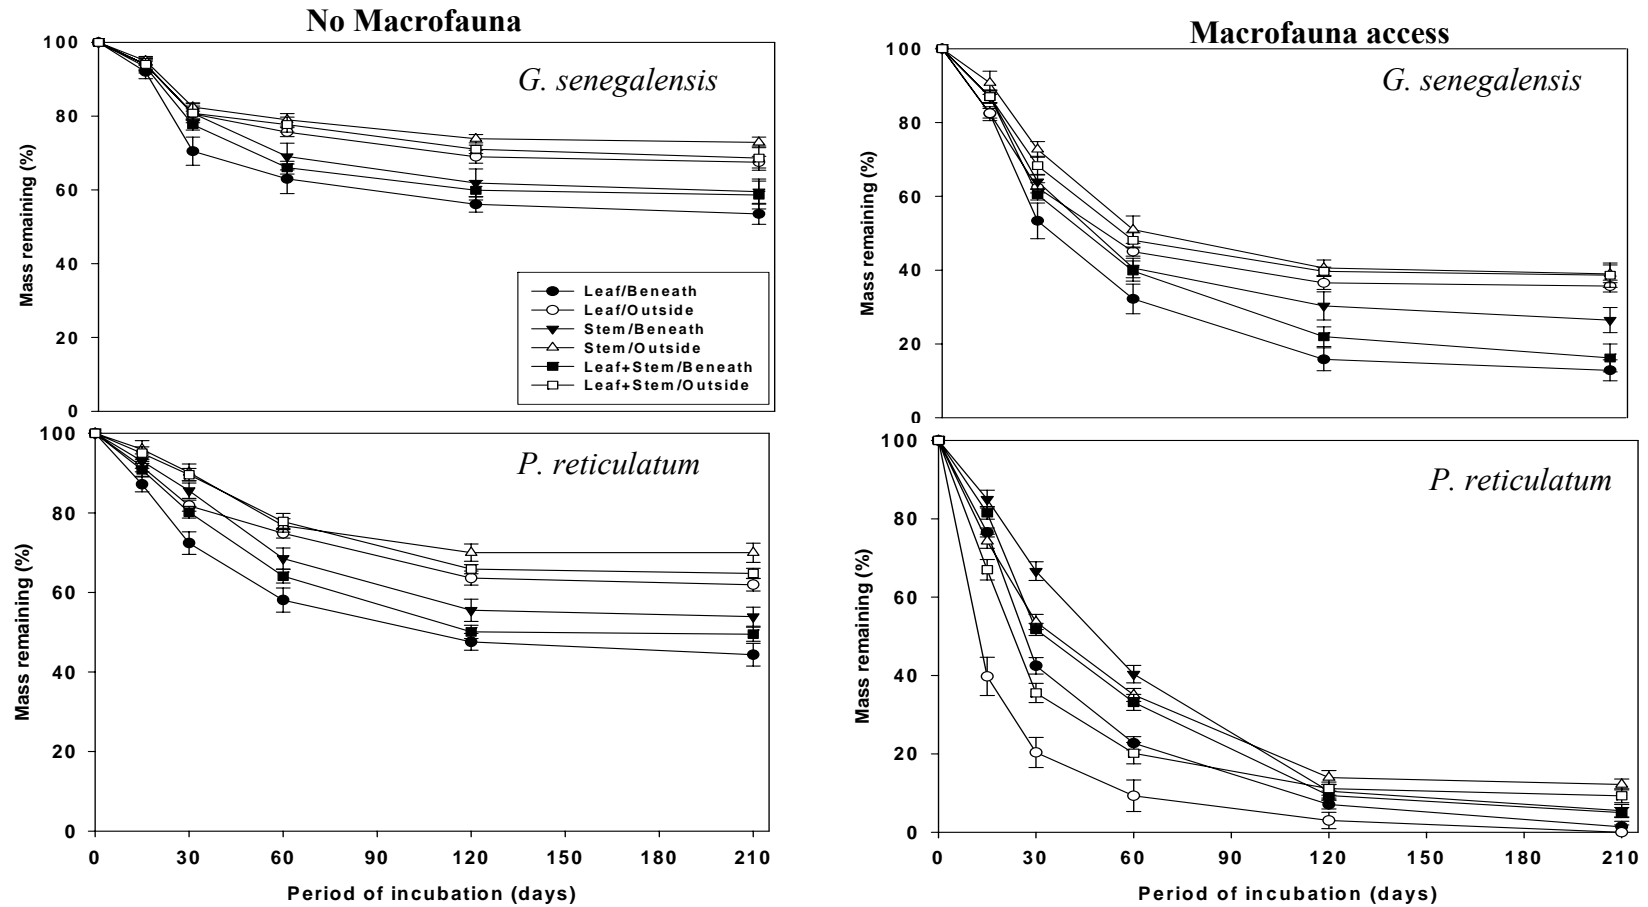 No Macrofauna
Macrofauna access
100
80
60
40
20
0
Mass remaining (%)
G. senegalensis
Leaf/Beneath
Leaf/Outside
Stem/Beneath
Stem/Outside
Leaf+Stem/Beneath
Leaf+Stem/Outside
100
80
60
40
20
0
Mass remaining (%)
G. senegalensis
100
80
60
40
20
0
Mass remaining (%)
P. reticulatum
0 30 60 90 120 150 180 210
Period of incubation (days)
100
80
60
40
20
0
Mass remaining (%)
P. reticulatum
0 30 60 90 120 150 180 210
Period of incubation (days)